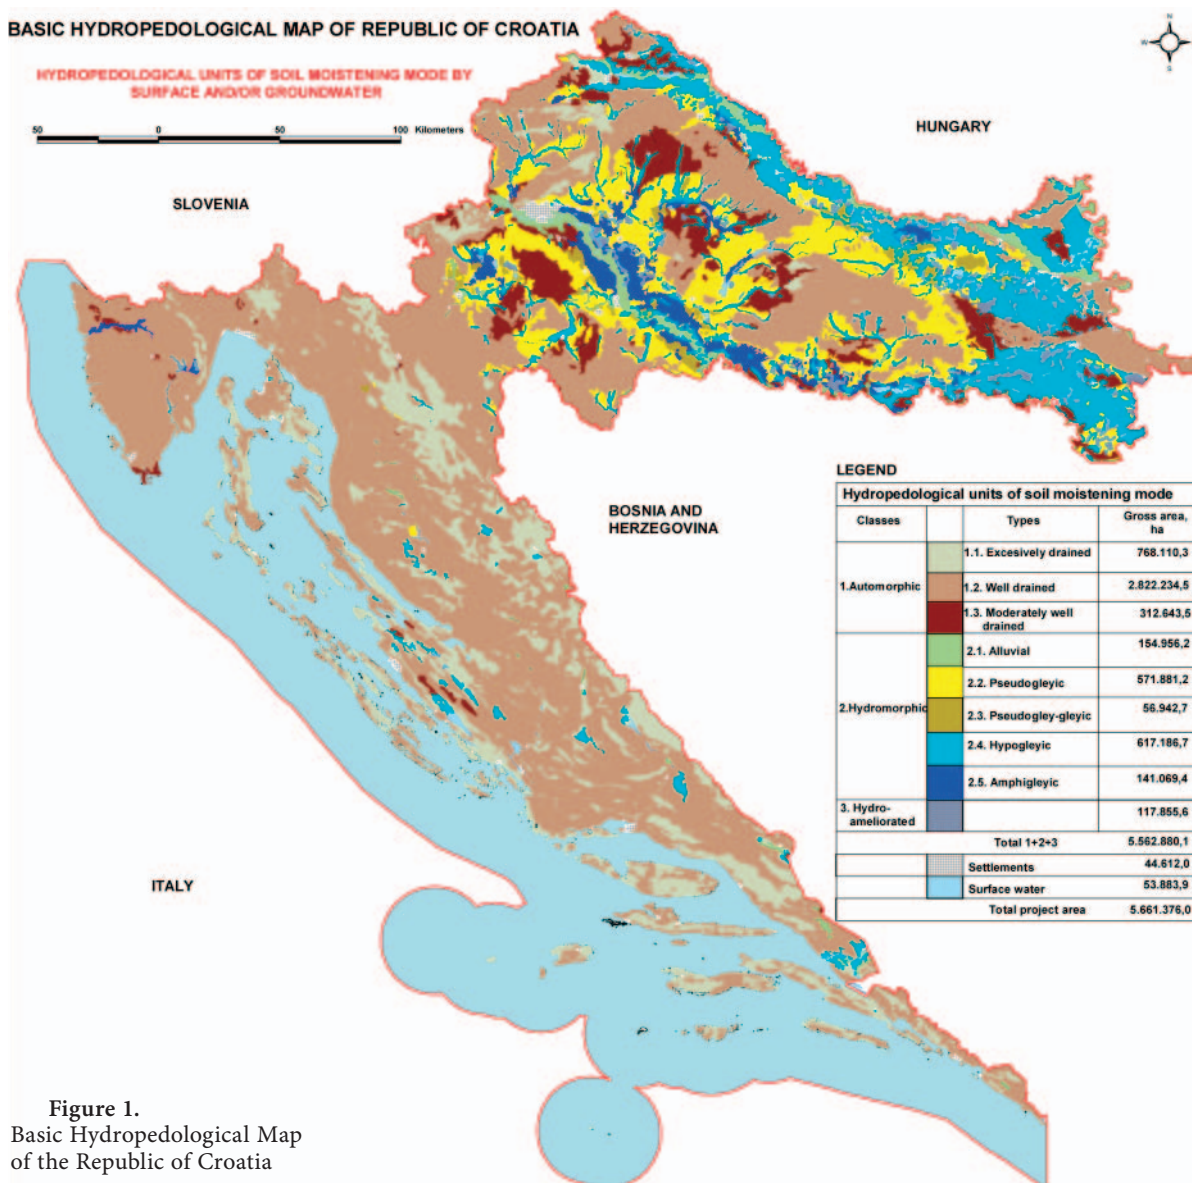 BASIC HYDROPEDOLOGICAL MAP OF REPUBLIC OF CROATIA
HYDROPEDOLOGICAL UNITS OF SOIL MOISTENING MODE BY
SURFACE AND/OR GROUNDWATER
50 0 50 100 Kilometers
N
W E
S
HUNGARY
SLOVENIA
BOSNIA AND
HERZEGOVINA
ITALY
LEGEND
Hydropedological units of soil moistening mode
Classes Types Gross area,
ha
1.1. Excesively drained 768.110,3
1.Automorphic 1.2. Well drained 2.822.234,5
1.3. Moderately well 312.643,5
drained
2.1. Alluvial 154.956,2
2.2. Pseudogleyic 571.881,2
2.Hydromorphic 2.3. Pseudogley-gleyic 56.942,7
2.4. Hypogleyic 617.186,7
2.5. Amphigleyic 141.069,4
3. Hydro- 117.855,6
ameliorated
Total 1+2+3 5.562.880,1
Settlements 44.612,0
Surface water 53.883,9
Total project area 5.661.376,0
Figure 1.
Basic Hydropedological Map
of the Republic of Croatia